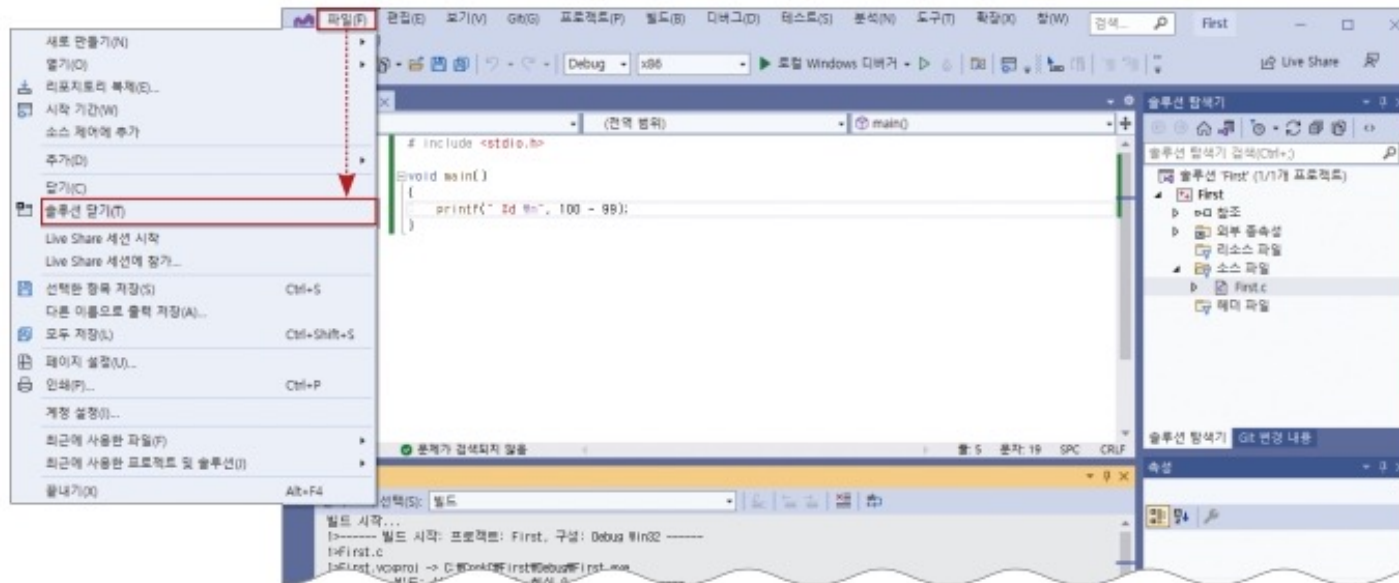 파일(F) 편집(E) 보기(V) Git(G) 프로젝트(P) 빌드(B) 디버그(D) 테스트(S) 분석(N) 도구(T) 확장(X) 창(W) 검색... First
새로 만들기(N)
열기(O)
리포지토리 복제(E)...
시작 기간(W)
소스 제어에 추가
추가(D)
닫기(C)
솔루션 닫기(T)
Live Share 세션 시작
Live Share 세션에 참가...
선택한 항목 저장(S) Ctrl+S
다른 이름으로 출력 저장(A)...
모두 저장(L) Ctrl+Shift+S
페이지 설정(U)...
인쇄(P)... Ctrl+P
계정 설정(I)...
최근에 사용한 파일(F)
최근에 사용한 프로젝트 및 솔루션(J)
끝내기(X) Alt+F4
Debug x86 로컬 Windows 디버거 Live Share
(전역 범위) main()
# include <stdio.h>
void main()
{
printf(" %d ₩n", 100 - 99);
}
문제가 검색되지 않음 줄: 5 문자: 19 SPC CRLF
솔루션 탐색기
솔루션 탐색기 검색(Ctrl+;)
솔루션 'First' (1/1개 프로젝트)
First
참조
외부 종속성
리소스 파일
소스 파일
First.c
헤더 파일
솔루션 탐색기 Git 변경 내용
속성
선택(S): 빌드
빌드 시작...
1>------ 빌드 시작: 프로젝트: First, 구성: Debug Win32 ------
1>First.c
1>First.vcxproj -> C:₩CookC₩First₩Debug₩First.exe